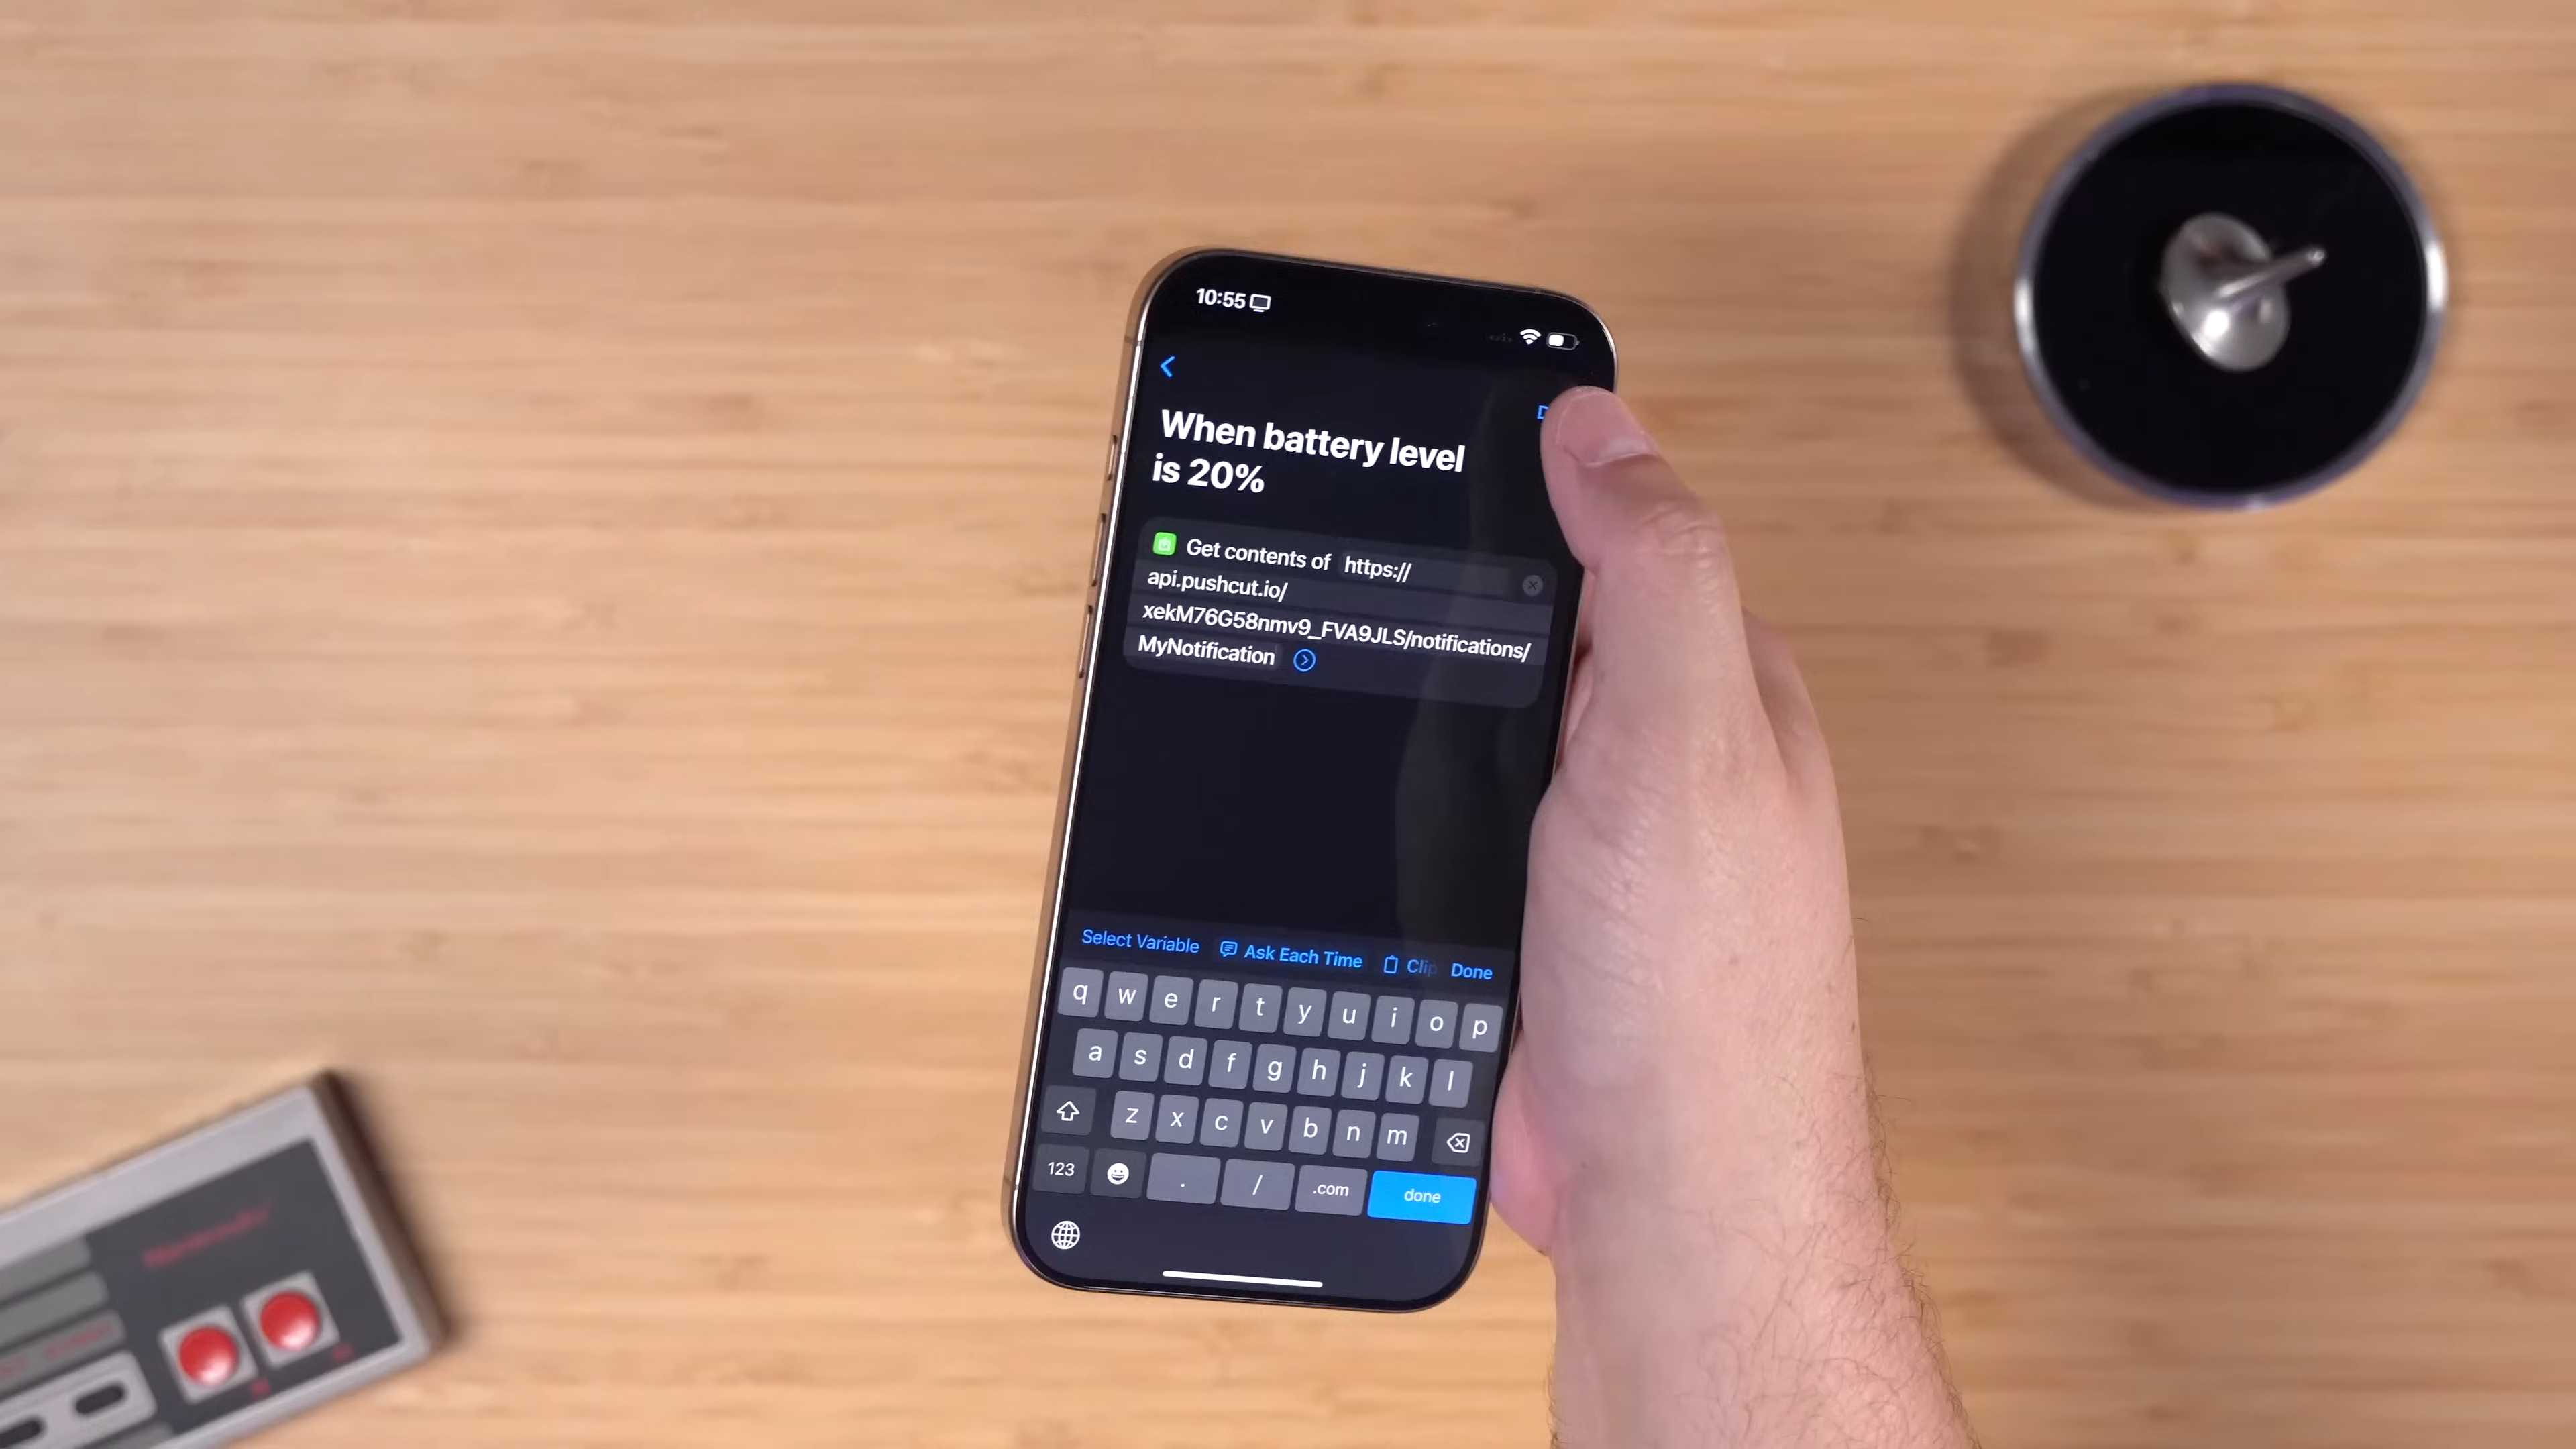 10:55
D
When battery level
is 20%
Get contents of https://
api.pushcut.io/
xekM76G58nmv9_FVA9JLS/notifications/
MyNotification
Select Variable Ask Each Time Clip Done
q w e r t y u i o p
a s d f g h j k l
z x c v b n m
123 . / .com done
Nintendo